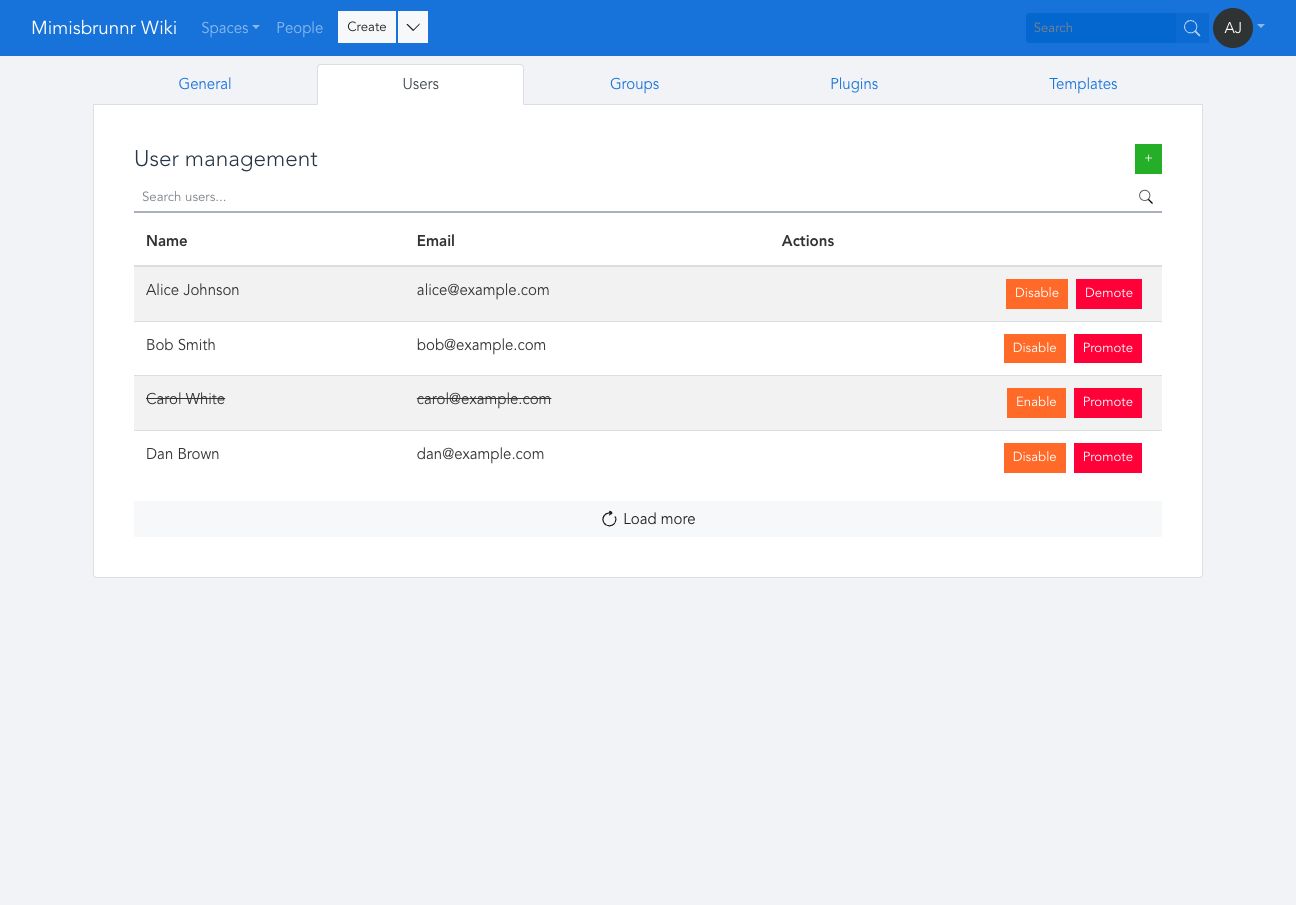 Mimisbrunnr Wiki Spaces People Create Search AJ
General Users Groups Plugins Templates
User management +
Search users...
Name Email Actions
Alice Johnson alice@example.com Disable Demote
Bob Smith bob@example.com Disable Promote
Carol White carol@example.com Enable Promote
Dan Brown dan@example.com Disable Promote
Load more